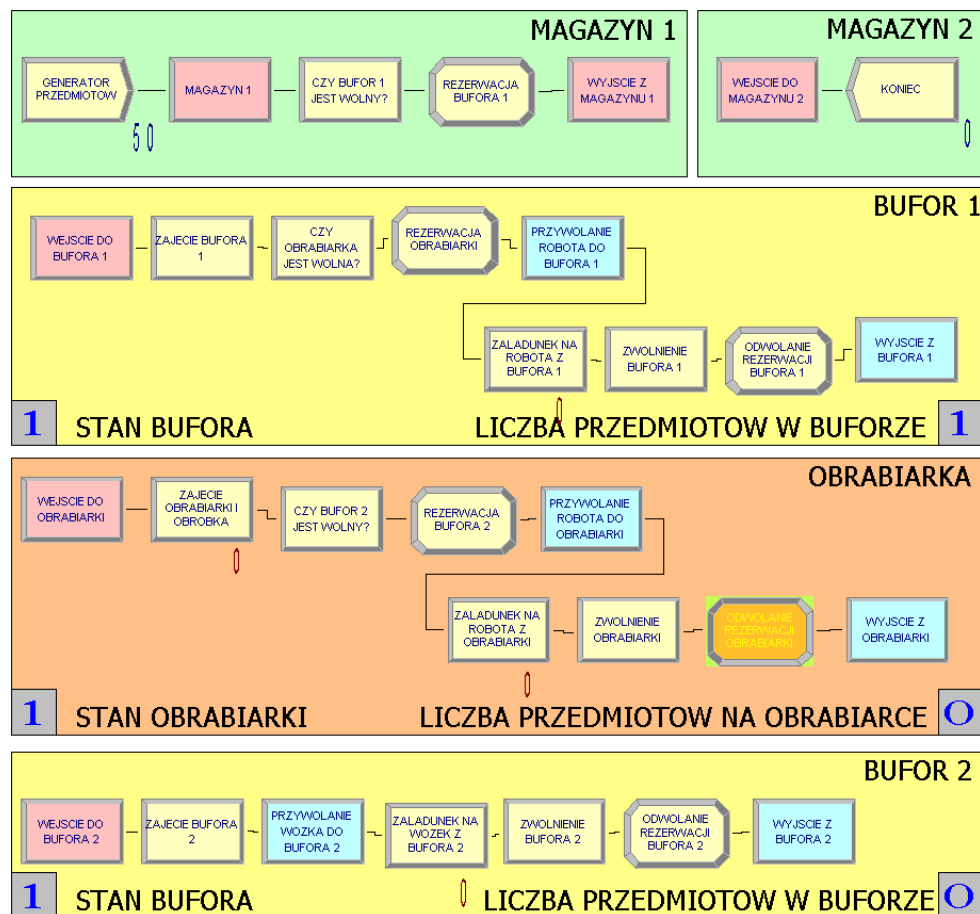 MAGAZYN 1
GENERATOR
PRZEDMIOTOW
50
MAGAZYN 1
CZY BUFOR 1
JEST WOLNY?
REZERWACJA
BUFORA 1
WYJSCIE Z
MAGAZYNU 1
MAGAZYN 2
WEJSCIE DO
MAGAZYNU 2
KONIEC
0
BUFOR 1
WEJSCIE DO
BUFORA 1
ZAJECIE BUFORA
1
CZY
OBRABIARKA
JEST WOLNA?
REZERWACJA
OBRABIARKI
PRZYWOLANIE
ROBOTA DO
BUFORA 1
ZALADUNEK NA
ROBOTA Z
BUFORA 1
0
ZWOLNIENIE
BUFORA 1
ODWOLANIE
REZERWACJI
BUFORA 1
WYJSCIE Z
BUFORA 1
1 STAN BUFORA
LICZBA PRZEDMIOTOW W BUFORZE 1
OBRABIARKA
WEJSCIE DO
OBRABIARKI
ZAJECIE
OBRABIARKI I
OBROBKA
0
CZY BUFOR 2
JEST WOLNY?
REZERWACJA
BUFORA 2
PRZYWOLANIE
ROBOTA DO
OBRABIARKI
ZALADUNEK NA
ROBOTA Z
OBRABIARKI
0
ZWOLNIENIE
OBRABIARKI
ODWOLANIE
REZERWACJI
OBRABIARKI
WYJSCIE Z
OBRABIARKI
1 STAN OBRABIARKI
LICZBA PRZEDMIOTOW NA OBRABIARCE 0
BUFOR 2
WEJSCIE DO
BUFORA 2
ZAJECIE BUFORA
2
PRZYWOLANIE
WOZKA DO
BUFORA 2
ZALADUNEK NA
WOZEK Z
BUFORA 2
0
ZWOLNIENIE
BUFORA 2
ODWOLANIE
REZERWACJI
BUFORA 2
WYJSCIE Z
BUFORA 2
1 STAN BUFORA
LICZBA PRZEDMIOTOW W BUFORZE 0